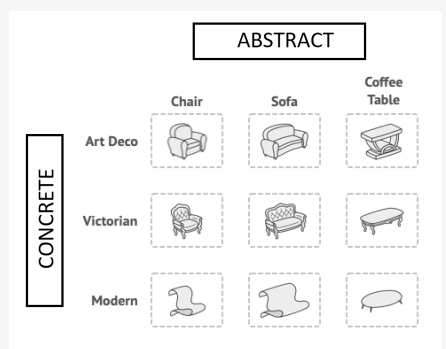 ABSTRACT
Coffee
Table
Chair
Sofa
Art Deco
Victorian
Modern
CONCRETE